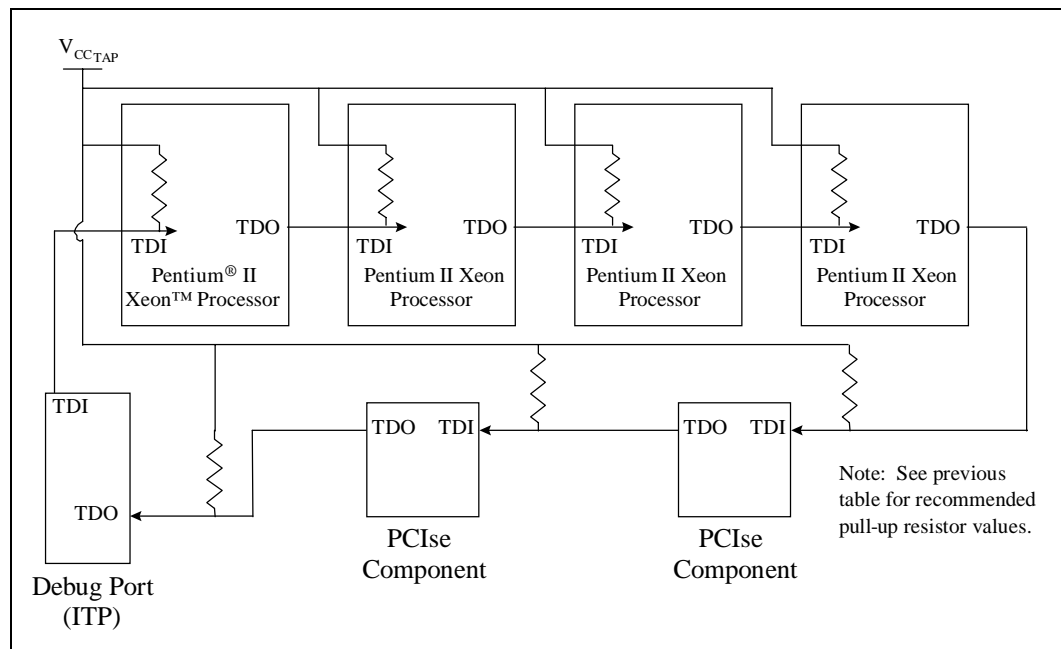 VCCTAP
TDI
TDO
Pentium® II
Xeon™ Processor
TDI
TDO
Pentium II Xeon
Processor
TDI
TDO
Pentium II Xeon
Processor
TDI
TDO
Pentium II Xeon
Processor
TDI
TDO
Debug Port
(ITP)
TDO
TDI
PCIse
Component
TDO
TDI
PCIse
Component
Note: See previous
table for recommended
pull-up resistor values.